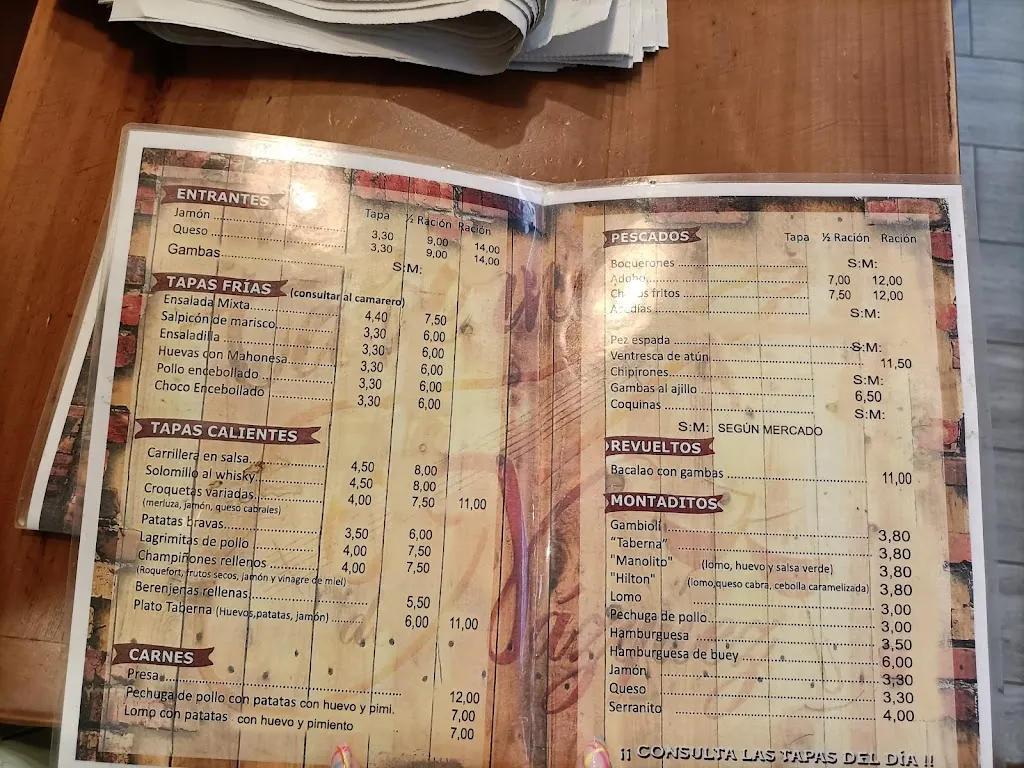 ENTRANTES
Tapa ½ Ración Ración
Jamón 3,30 9,00 14,00
Queso 3,30 9,00 14,00
Gambas S:M:
TAPAS FRÍAS (consultar al camarero)
Ensalada Mixta 4,40 7,50
Salpicón de marisco 3,30 6,00
Ensaladilla 3,30 6,00
Huevas con Mahonesa 3,30 6,00
Pollo encebollado 3,30 6,00
Choco Encebollado 3,30 6,00
TAPAS CALIENTES
Carrillera en salsa 4,50 8,00
Solomillo al whisky 4,50 8,00
Croquetas variadas 4,00 7,50 11,00
(merluza, jamón, queso cabrales)
Patatas bravas 3,50 6,00
Lagrimitas de pollo 4,00 7,50
Champiñones rellenos 4,00 7,50
(Roquefort, frutos secos, jamón y vinagre de miel)
Berenjenas rellenas 5,50
Plato Taberna (Huevos,patatas, jamón) 6,00 11,00
CARNES
Presa 12,00
Pechuga de pollo con patatas con huevo y pimi. 7,00
Lomo con patatas con huevo y pimiento 7,00
PESCADOS Tapa ½ Ración Ración
Boquerones S:M:
Adobo 7,00 12,00
fritos 7,50 12,00
S:M:
Pez espada S:M:
Ventresca de atún 11,50
Chipirones S:M:
Gambas al ajillo 6,50
Coquinas S:M:
S:M: SEGÚN MERCADO
REVUELTOS
Bacalao con gambas 11,00
MONTADITOS
Gambioli 3,80
"Taberna" 3,80
"Manolito" (lomo, huevo y salsa verde) 3,80
"Hilton" (lomo,queso cabra, cebolla caramelizada) 3,80
Lomo 3,00
Pechuga de pollo 3,00
Hamburguesa 3,50
Hamburguesa de buey 6,00
Jamón 3,30
Queso 3,30
Serranito 4,00
¡¡ CONSULTA LAS TAPAS DEL DÍA !!